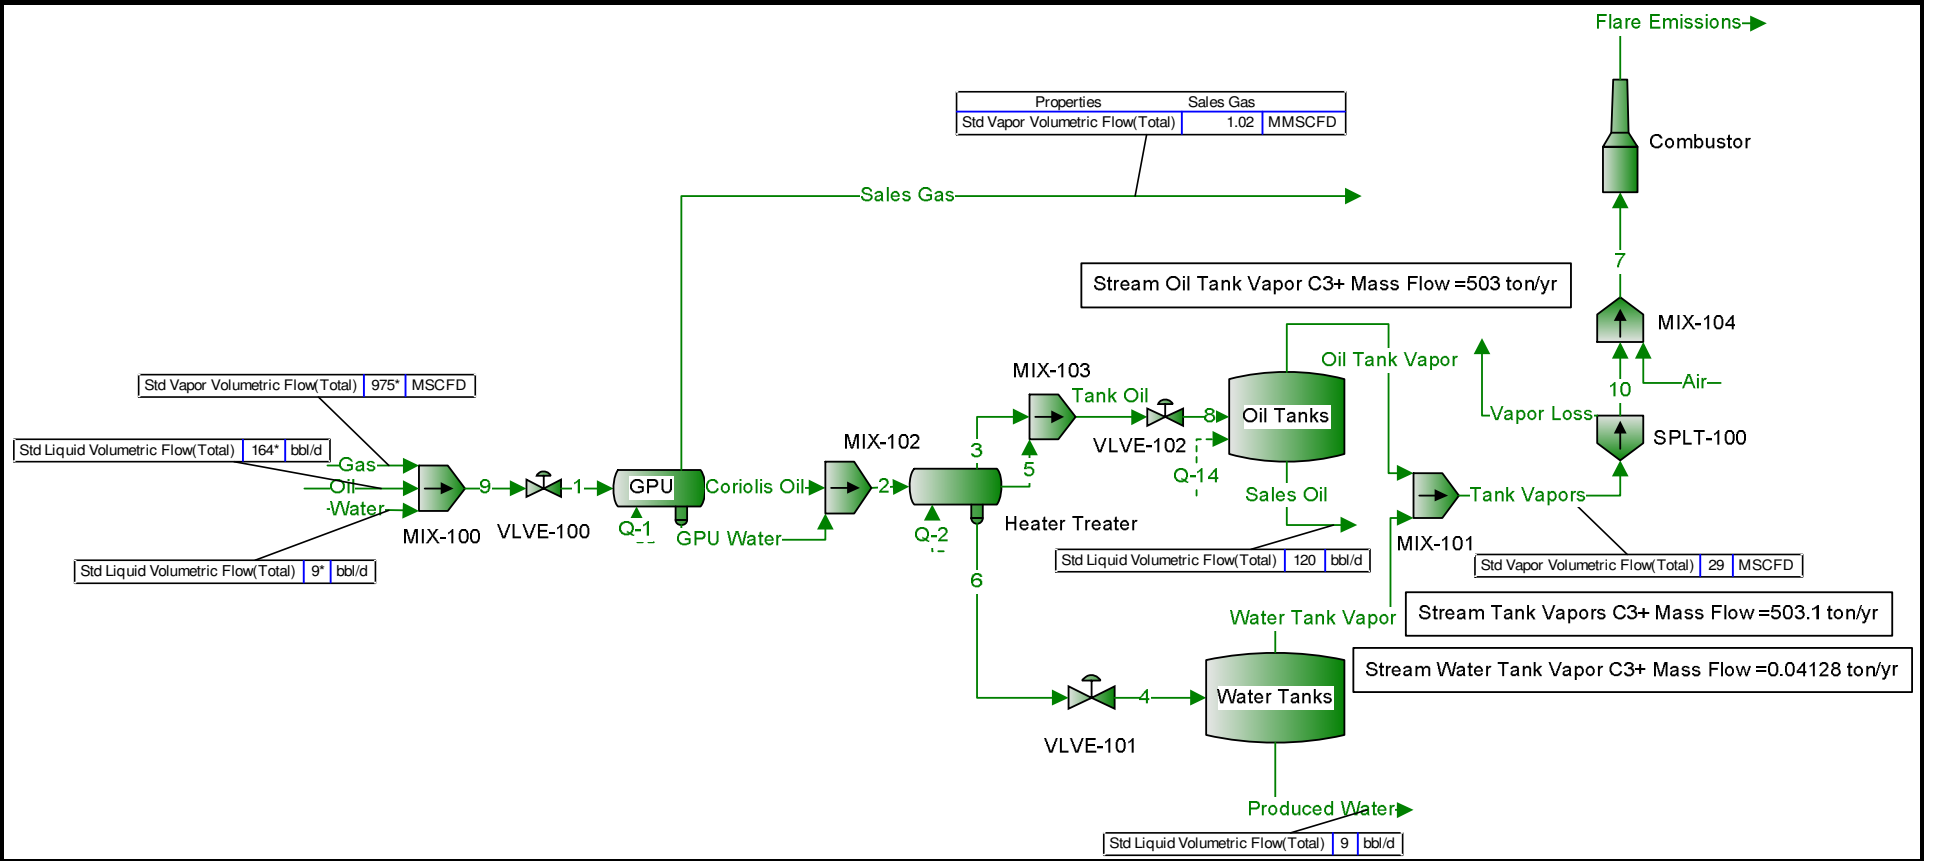 Flare Emissions
Properties Sales Gas
Std Vapor Volumetric Flow(Total) 1.02 MMSCFD
Combustor
Sales Gas
7
Stream Oil Tank Vapor C3+ Mass Flow =503 ton/yr
MIX-104
Oil Tank Vapor
MIX-103
Std Vapor Volumetric Flow(Total) 975* MSCFD
Tank Oil
10
Air
Vapor Loss
8
Oil Tanks
SPLT-100
MIX-102
VLVE-102
Std Liquid Volumetric Flow(Total) 164* bbl/d
3
5
Gas
Q-14
Oil
9
1
GPU
Coriolis Oil
2
Sales Oil
Tank Vapors
Water
MIX-100
VLVE-100
Q-1
GPU Water
Q-2
Heater Treater
MIX-101
Std Liquid Volumetric Flow(Total) 120 bbl/d
Std Vapor Volumetric Flow(Total) 29 MSCFD
Std Liquid Volumetric Flow(Total) 9* bbl/d
6
Water Tank Vapor
Stream Tank Vapors C3+ Mass Flow =503.1 ton/yr
Stream Water Tank Vapor C3+ Mass Flow =0.04128 ton/yr
4
Water Tanks
VLVE-101
Produced Water
Std Liquid Volumetric Flow(Total) 9 bbl/d